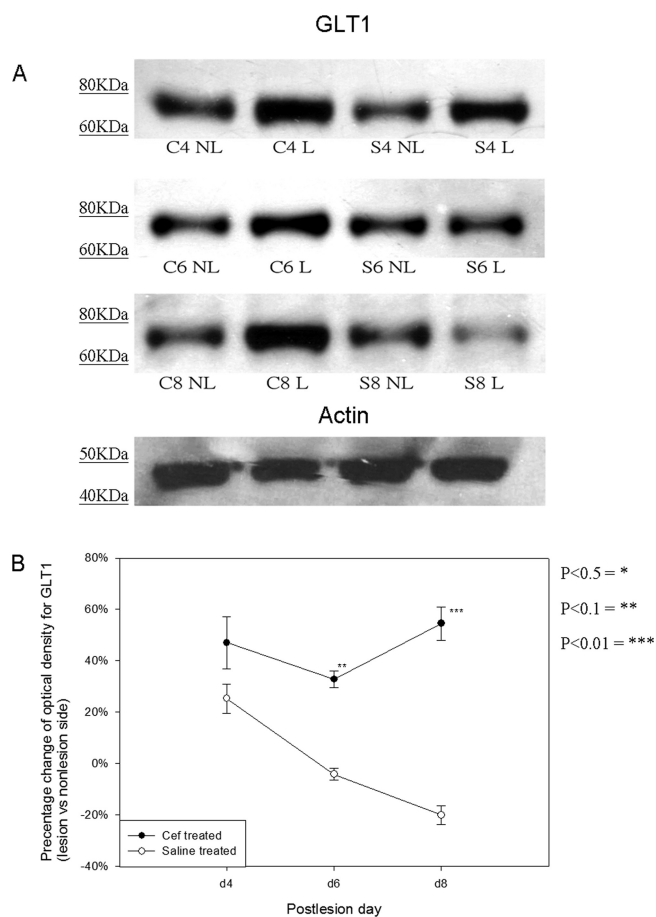 GLT1
A
80KDa
60KDa
C4 NL C4 L S4 NL S4 L
80KDa
60KDa
C6 NL C6 L S6 NL S6 L
80KDa
60KDa
C8 NL C8 L S8 NL S8 L
Actin
50KDa
40KDa
B
Precentage change of optical density for GLT1
(lesion vs nonlesion side)
80%
60%
40%
20%
0%
-20%
-40%
**
***
P<0.5 = *
P<0.1 = **
P<0.01 = ***
Cef treated
Saline treated
d4 d6 d8
Postlesion day